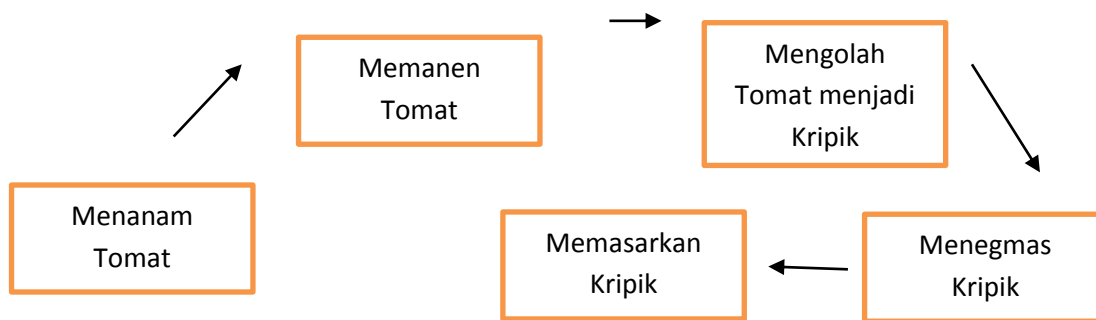 Menanam
Tomat
Memanen
Tomat
Mengolah
Tomat menjadi
Kripik
Menegmas
Kripik
Memasarkan
Kripik